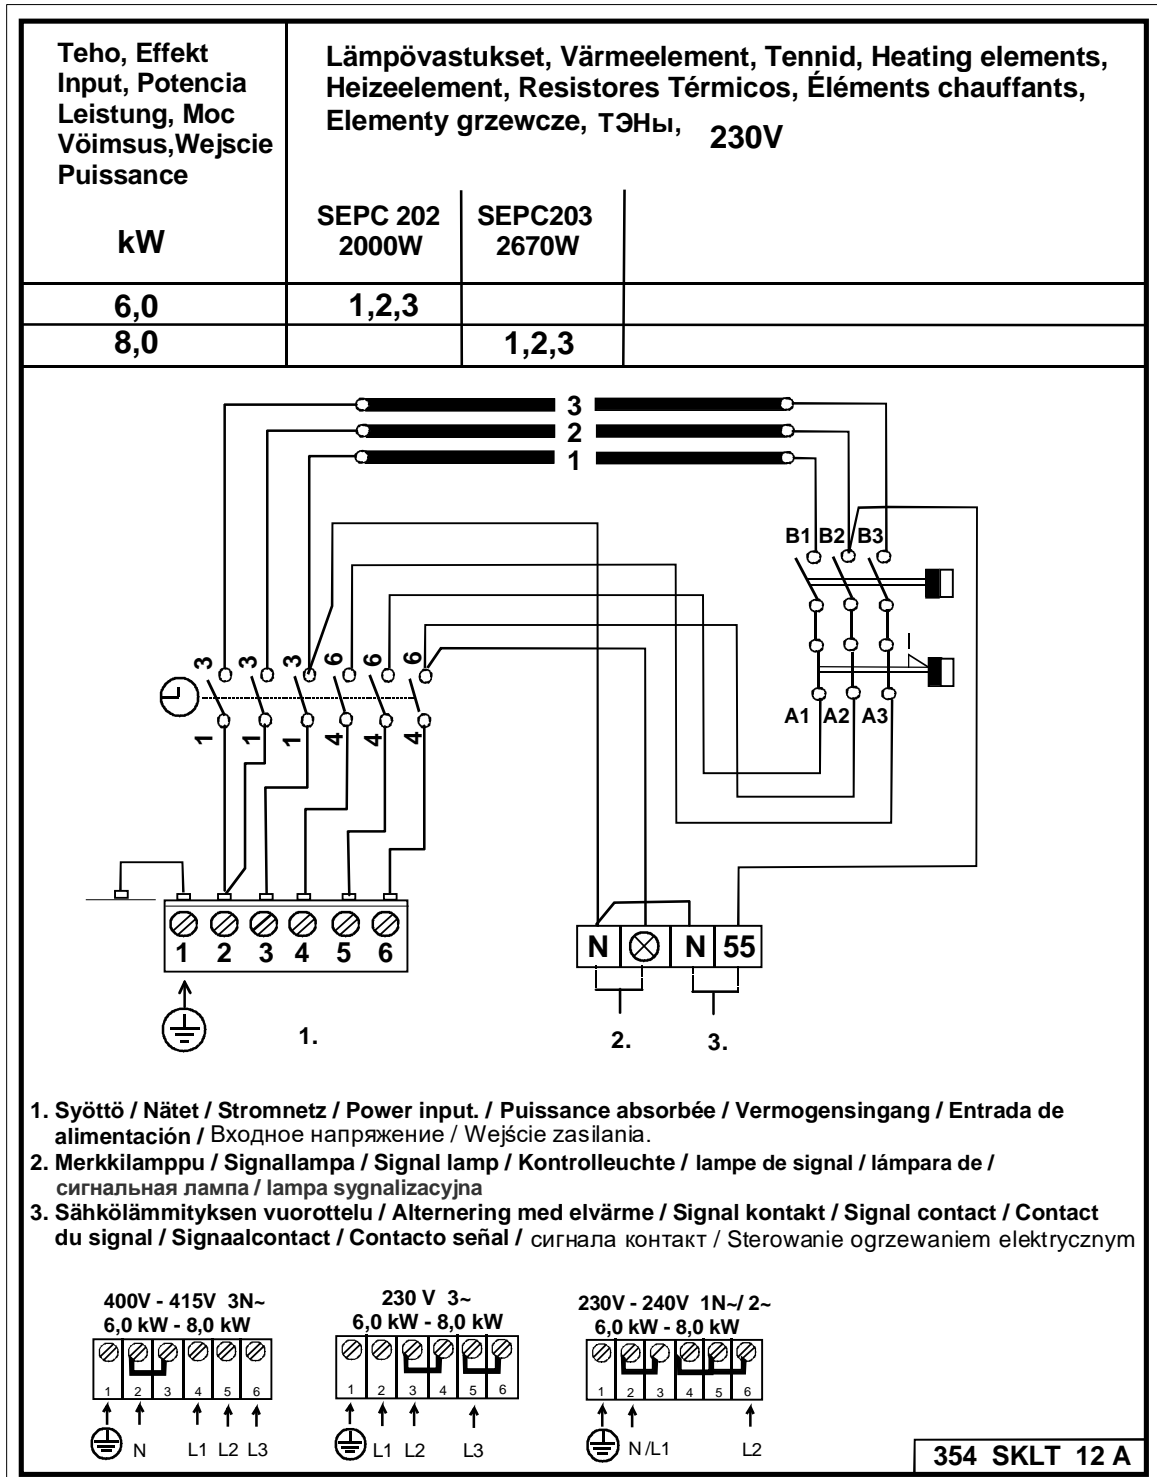 Teho, Effekt
Input, Potencia
Leistung, Moc
Vöimsus,Wejscie
Puissance
kW
Lämpövastukset, Värmeelement, Tennid, Heating elements,
Heizeelement, Resistores Térmicos, Éléments chauffants,
Elementy grzewcze, ТЭНы, 230V
SEPC 202 SEPC203
2000W 2670W
6,0 1,2,3
8,0 1,2,3
3
2
1
B1 B2 B3
3 3 3 6 6 6
1 1 1 4 4 4
A1 A2 A3
1 2 3 4 5 6
N N 55
1. 2. 3.
1. Syöttö / Nätet / Stromnetz / Power input. / Puissance absorbée / Vermogensingang / Entrada de
alimentación / Входное напряжение / Wejście zasilania.
2. Merkkilamppu / Signallampa / Signal lamp / Kontrolleuchte / lampe de signal / lámpara de /
сигнальная лампа / lampa sygnalizacyjna
3. Sähkölämmityksen vuorottelu / Alternering med elvärme / Signal kontakt / Signal contact / Contact
du signal / Signaalcontact / Contacto señal / сигнала контакт / Sterowanie ogrzewaniem elektrycznym
400V - 415V 3N~
6,0 kW - 8,0 kW
1 2 3 4 5 6
N L1 L2 L3
230 V 3~
6,0 kW - 8,0 kW
1 2 3 4 5 6
L1 L2 L3
230V - 240V 1N~/ 2~
6,0 kW - 8,0 kW
1 2 3 4 5 6
N /L1 L2
354 SKLT 12 A